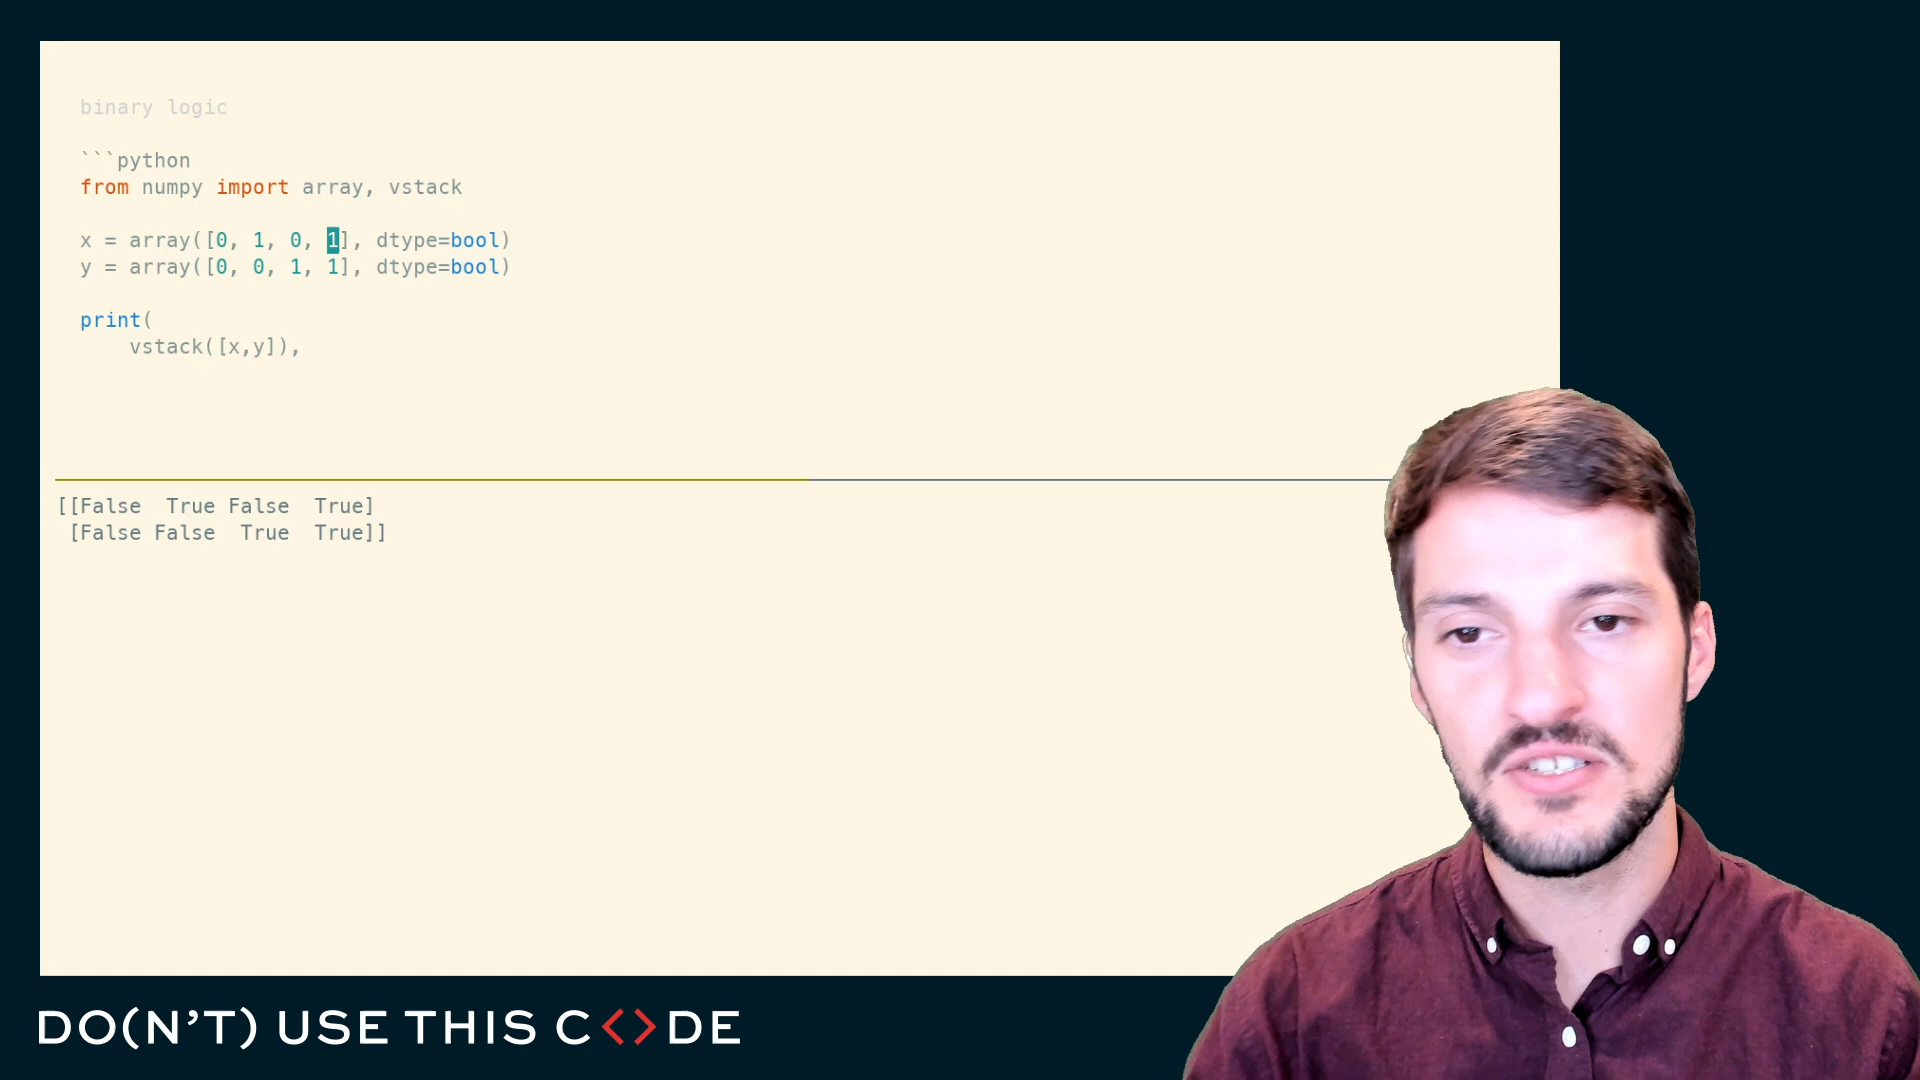 binary logic
```python
from numpy import array, vstack
x = array([0, 1, 0, 1], dtype=bool)
y = array([0, 0, 1, 1], dtype=bool)
print(
    vstack([x,y]),
[[False  True False  True]
 [False False  True  True]]
DO(N’T) USE THIS C<>DE